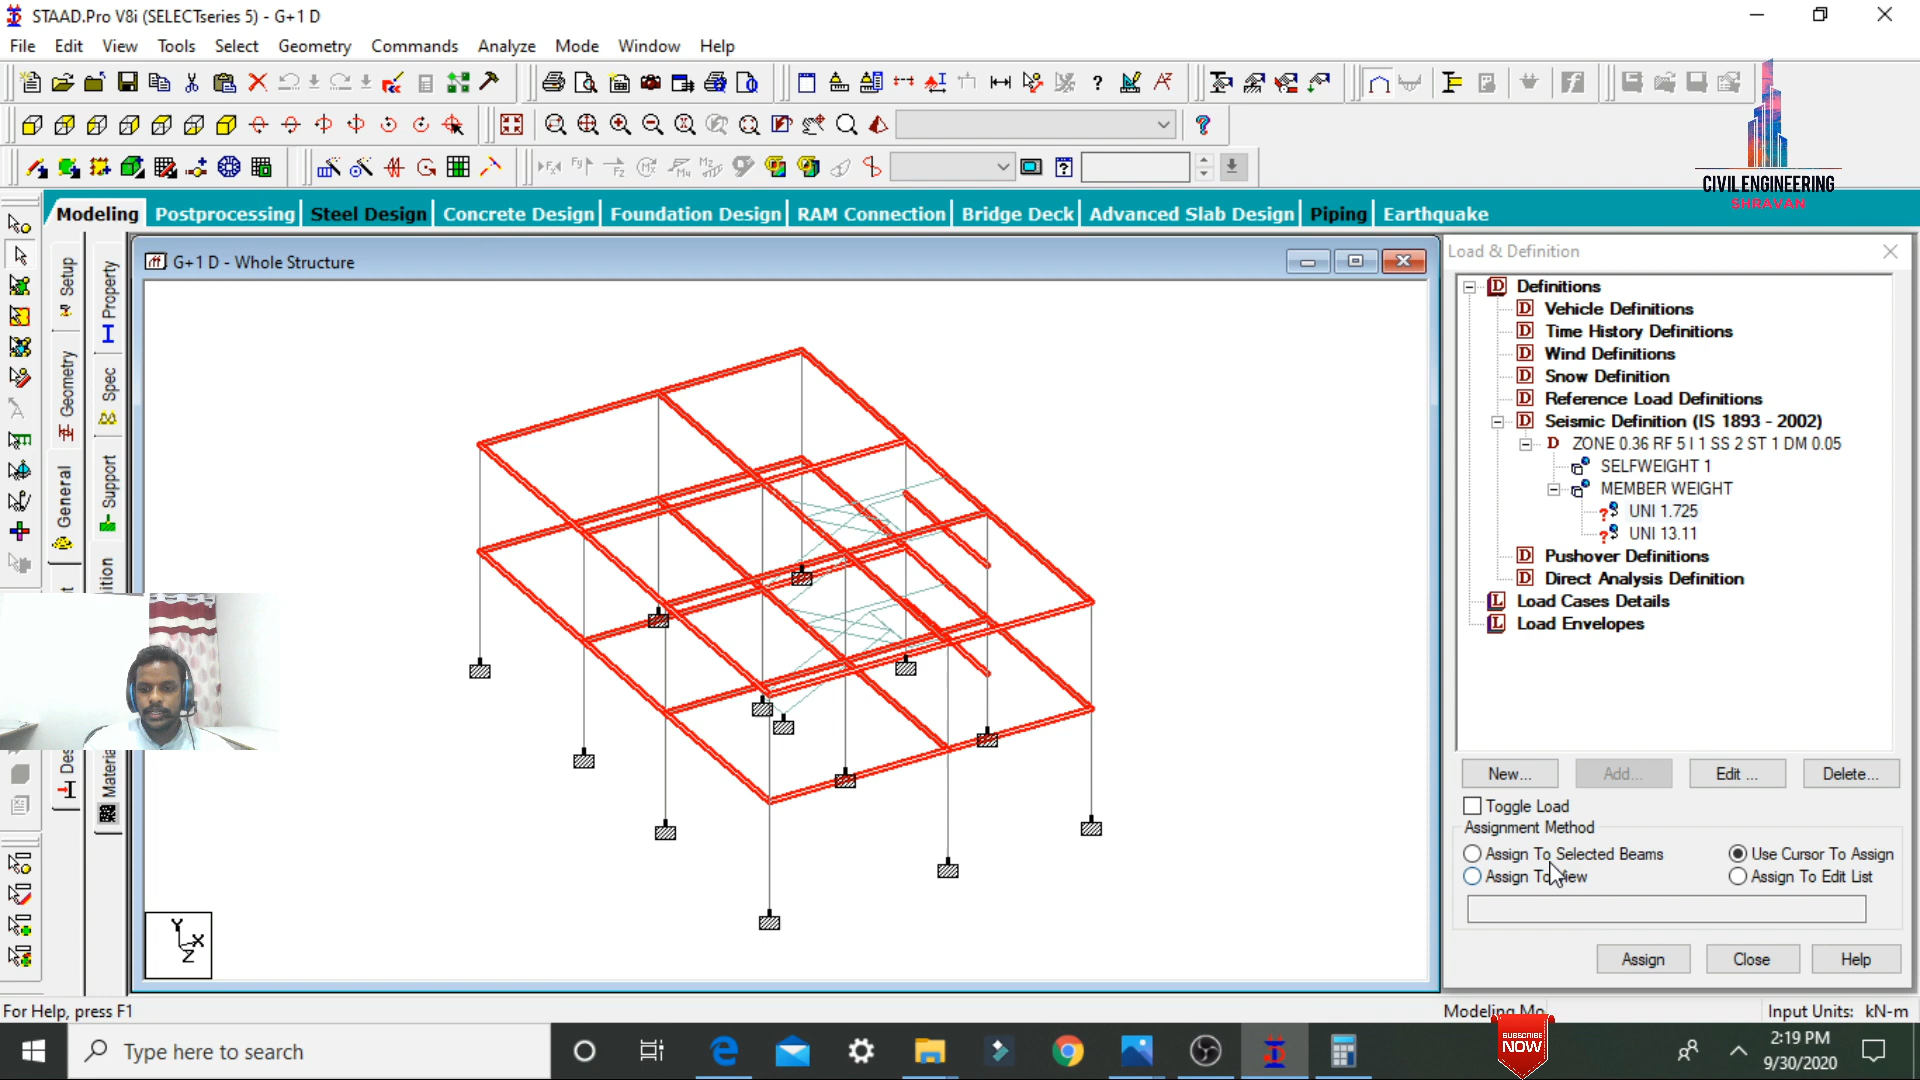 STAAD.Pro V8i (SELECTseries 5) - G+1 D
File Edit View Tools Select Geometry Commands Analyze Mode Window Help
CIVIL ENGINEERING
SHRAVAN
Modeling Postprocessing Steel Design Concrete Design Foundation Design RAM Connection Bridge Deck Advanced Slab Design Piping Earthquake
Setup
Geometry
General
Property
Spec
Support
G+1 D - Whole Structure
Load & Definition
Definitions
Vehicle Definitions
Time History Definitions
Wind Definitions
Snow Definition
Reference Load Definitions
Seismic Definition (IS 1893 - 2002)
ZONE 0.36 RF 5 I 1 SS 2 ST 1 DM 0.05
SELFWEIGHT 1
MEMBER WEIGHT
UNI 1.725
UNI 13.11
Pushover Definitions
Direct Analysis Definition
Load Cases Details
Load Envelopes
New... Add... Edit ... Delete...
Toggle Load
Assignment Method
Assign To Selected Beams
Use Cursor To Assign
Assign To View
Assign To Edit List
Assign Close Help
Y
X
Z
For Help, press F1
Modeling Mo
Input Units: kN-m
Type here to search
SUBSCRIBE
NOW
2:19 PM
9/30/2020